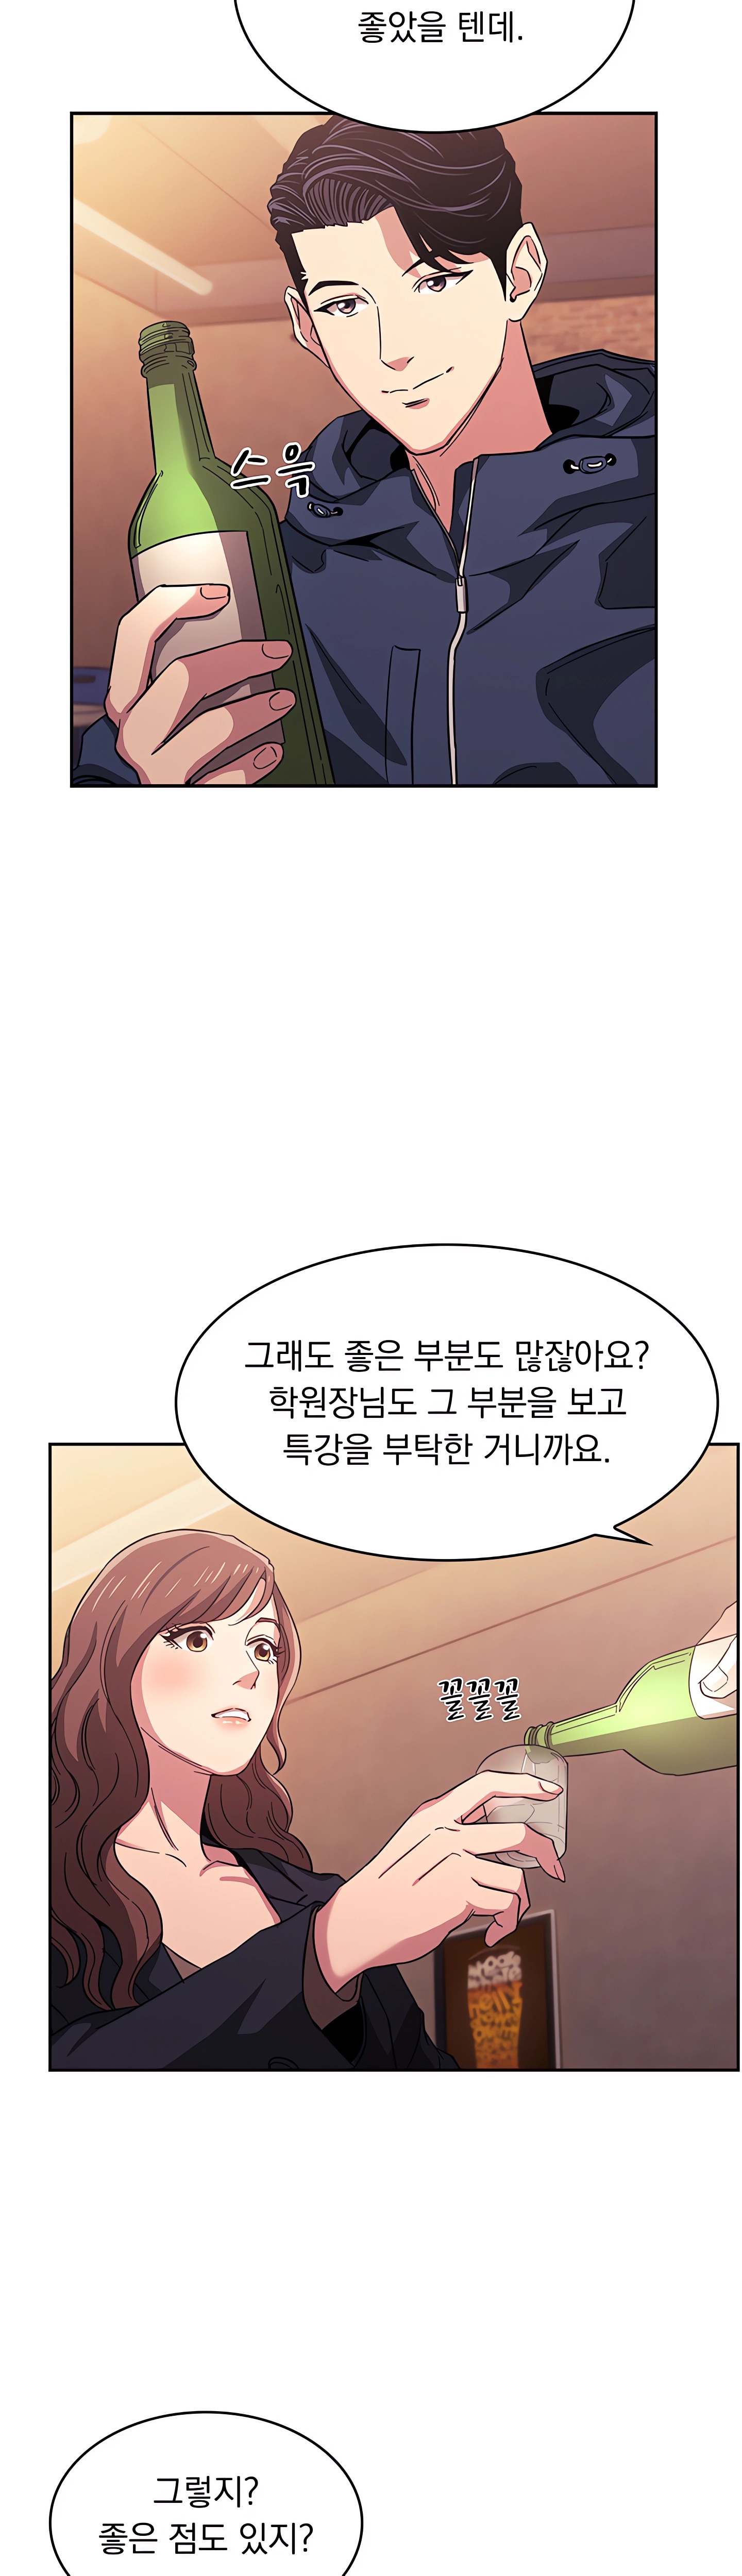 좋았을 텐데.
스윽
그래도 좋은 부분도 많잖아요?
학원장님도 그 부분을 보고
특강을 부탁한 거니까요.
꼴꼴꼴
그렇지?
좋은 점도 있지?